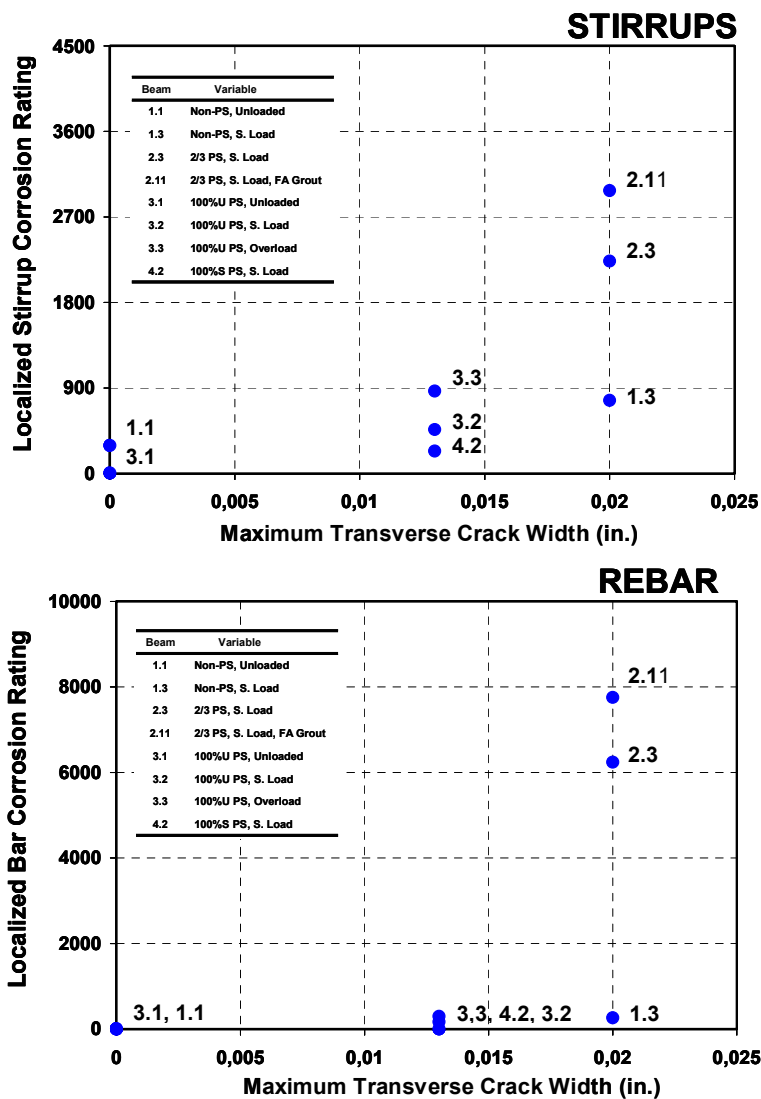 STIRRUPS
Localized Stirrup Corrosion Rating
4500
3600
2700
1800
900
0
Beam Variable
1.1 Non-PS, Unloaded
1.3 Non-PS, S. Load
2.3 2/3 PS, S. Load
2.11 2/3 PS, S. Load, FA Grout
3.1 100%U PS, Unloaded
3.2 100%U PS, S. Load
3.3 100%U PS, Overload
4.2 100%S PS, S. Load
2.11
2.3
3.3
1.3
3.2
1.1
4.2
3.1
0 0,005 0,01 0,015 0,02 0,025
Maximum Transverse Crack Width (in.)
REBAR
Localized Bar Corrosion Rating
10000
8000
6000
4000
2000
0
Beam Variable
1.1 Non-PS, Unloaded
1.3 Non-PS, S. Load
2.3 2/3 PS, S. Load
2.11 2/3 PS, S. Load, FA Grout
3.1 100%U PS, Unloaded
3.2 100%U PS, S. Load
3.3 100%U PS, Overload
4.2 100%S PS, S. Load
2.11
2.3
3.1, 1.1
3,3, 4.2, 3.2
1.3
0 0,005 0,01 0,015 0,02 0,025
Maximum Transverse Crack Width (in.)